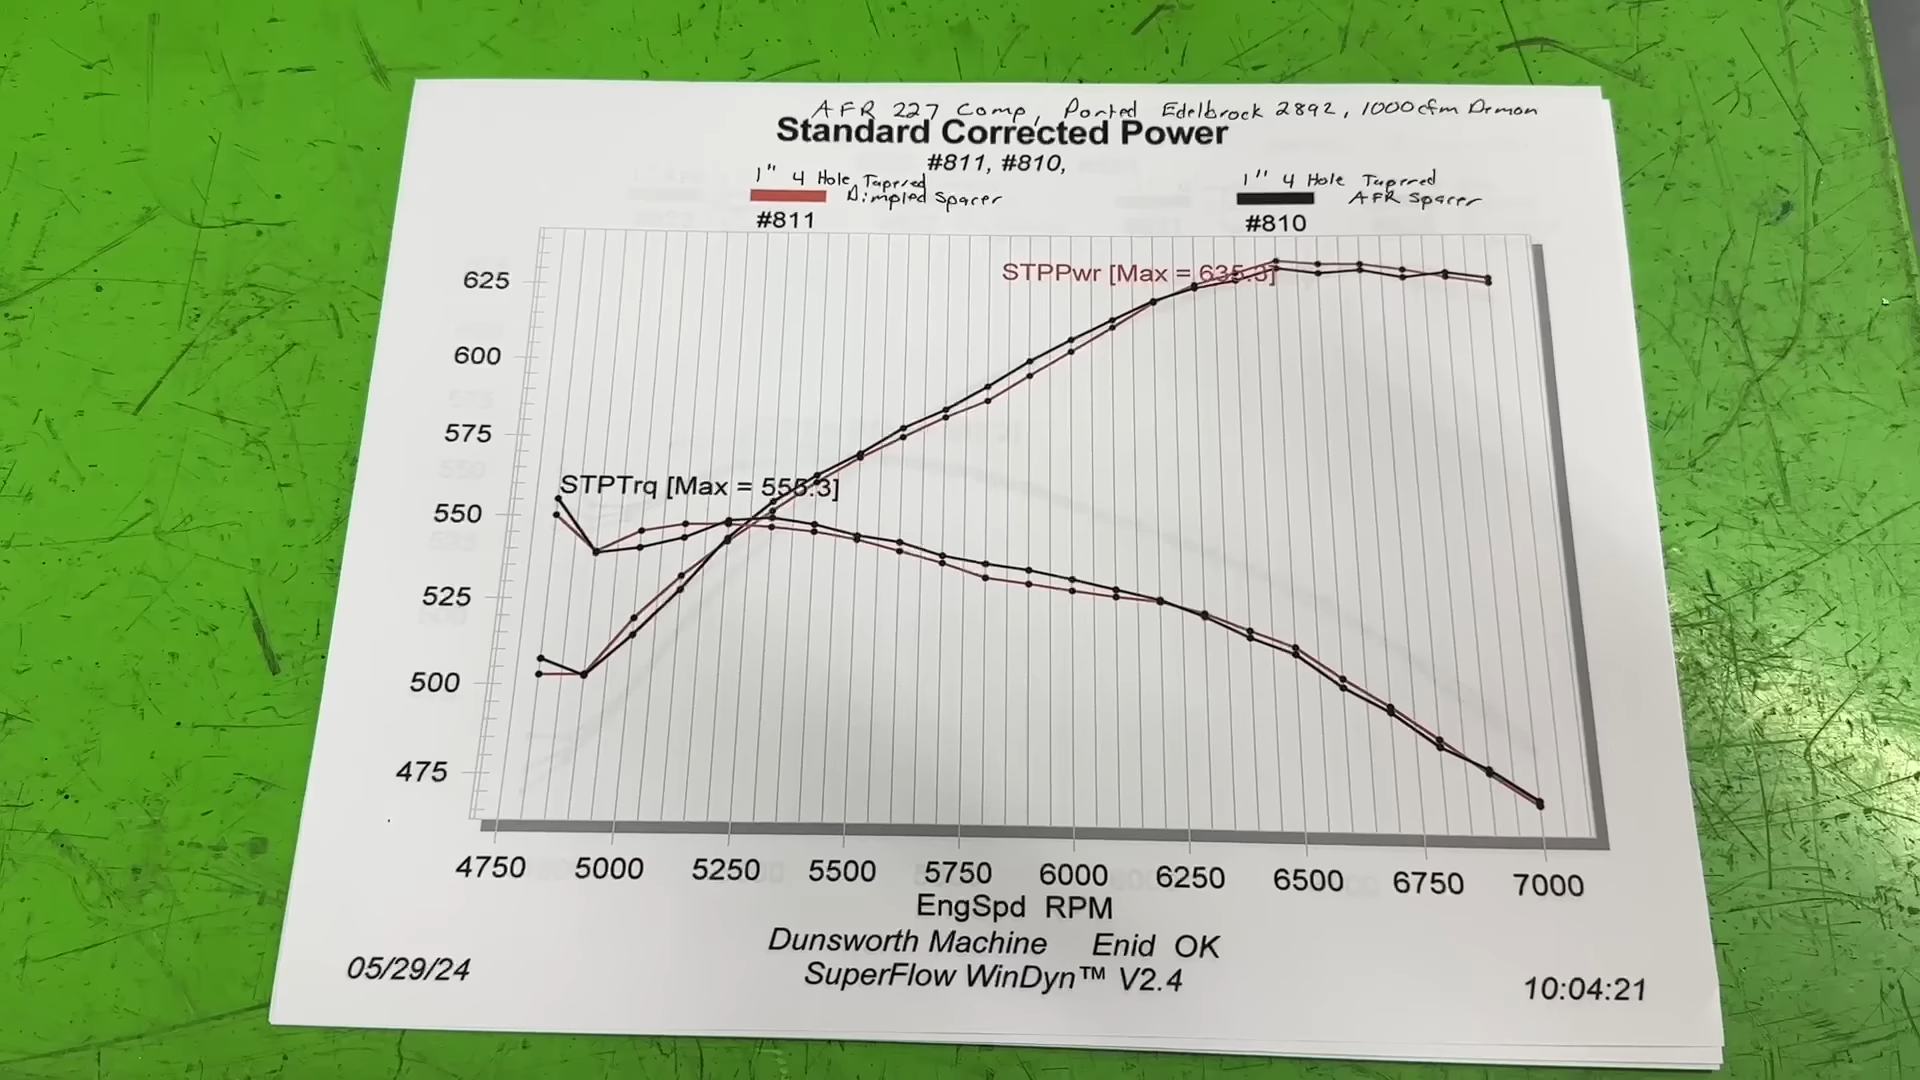 AFR 227 Comp, Ported Edelbrock 2892, 1000cfm Demon
Standard Corrected Power
#811, #810,
1" 4 Hole Tapered
Dimpled Spacer
#811
1" 4 Hole Tapered
AFR Spacer
#810
STPPwr [Max = 635.3]
STPTrq [Max = 555.3]
625
600
575
550
525
500
475
4750 5000 5250 5500 5750 6000 6250 6500 6750 7000
EngSpd RPM
Dunsworth Machine Enid OK
SuperFlow WinDyn™ V2.4
05/29/24
10:04:21